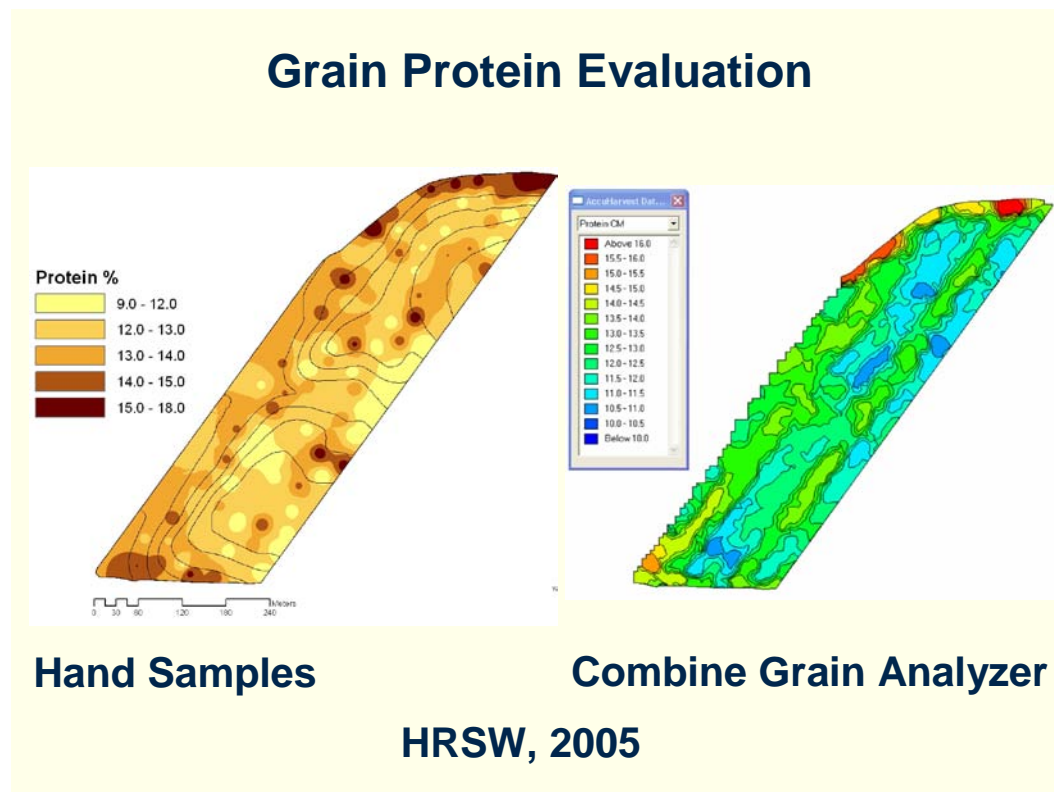 Grain Protein Evaluation
Protein %
9.0 - 12.0
12.0 - 13.0
13.0 - 14.0
14.0 - 15.0
15.0 - 18.0
0 30 60 120 180 240
Meters
AccuHarvest Dat...
Protein CM
Above 16.0
15.5 - 16.0
15.0 - 15.5
14.5 - 15.0
14.0 - 14.5
13.5 - 14.0
13.0 - 13.5
12.5 - 13.0
12.0 - 12.5
11.5 - 12.0
11.0 - 11.5
10.5 - 11.0
10.0 - 10.5
Below 10.0
Hand Samples
Combine Grain Analyzer
HRSW, 2005